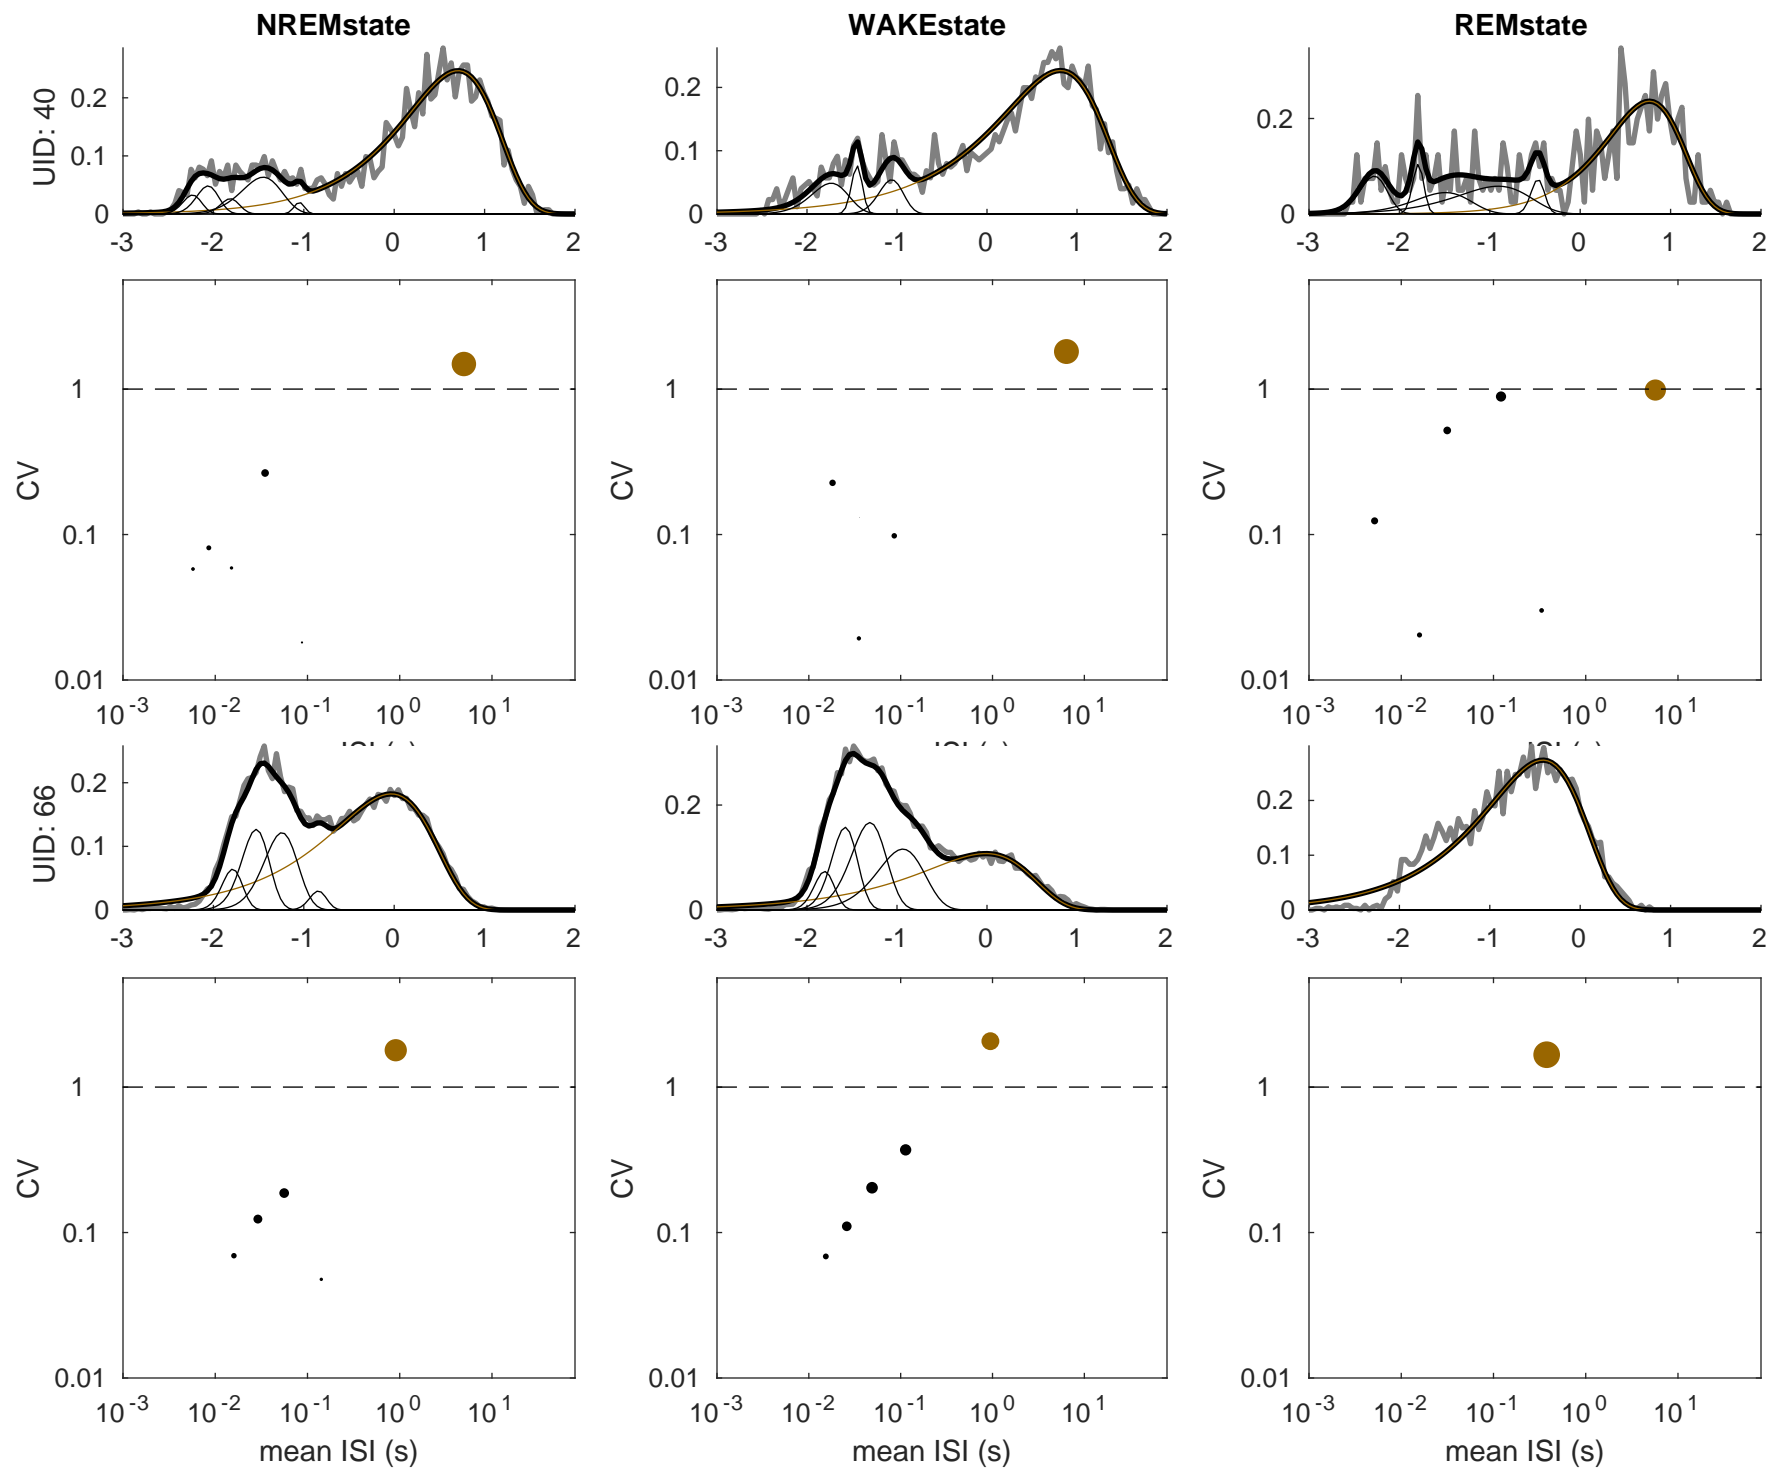 NREMstate WAKEstate REMstate
UID: 40
0.2 0.2 0.2
0.1 0.1
0 0 0
-3 -2 -1 0 1 2 -3 -2 -1 0 1 2 -3 -2 -1 0 1 2
CV CV CV
1 1 1
0.1 0.1 0.1
0.01 0.01 0.01
10^-3 10^-2 10^-1 10^0 10^1 10^-3 10^-2 10^-1 10^0 10^1 10^-3 10^-2 10^-1 10^0 10^1
ISI (s) ISI (s) ISI (s)
UID: 66
0.2 0.2 0.2
0.1 0.1
0 0 0
-3 -2 -1 0 1 2 -3 -2 -1 0 1 2 -3 -2 -1 0 1 2
CV CV CV
1 1 1
0.1 0.1 0.1
0.01 0.01 0.01
10^-3 10^-2 10^-1 10^0 10^1 10^-3 10^-2 10^-1 10^0 10^1 10^-3 10^-2 10^-1 10^0 10^1
mean ISI (s) mean ISI (s) mean ISI (s)